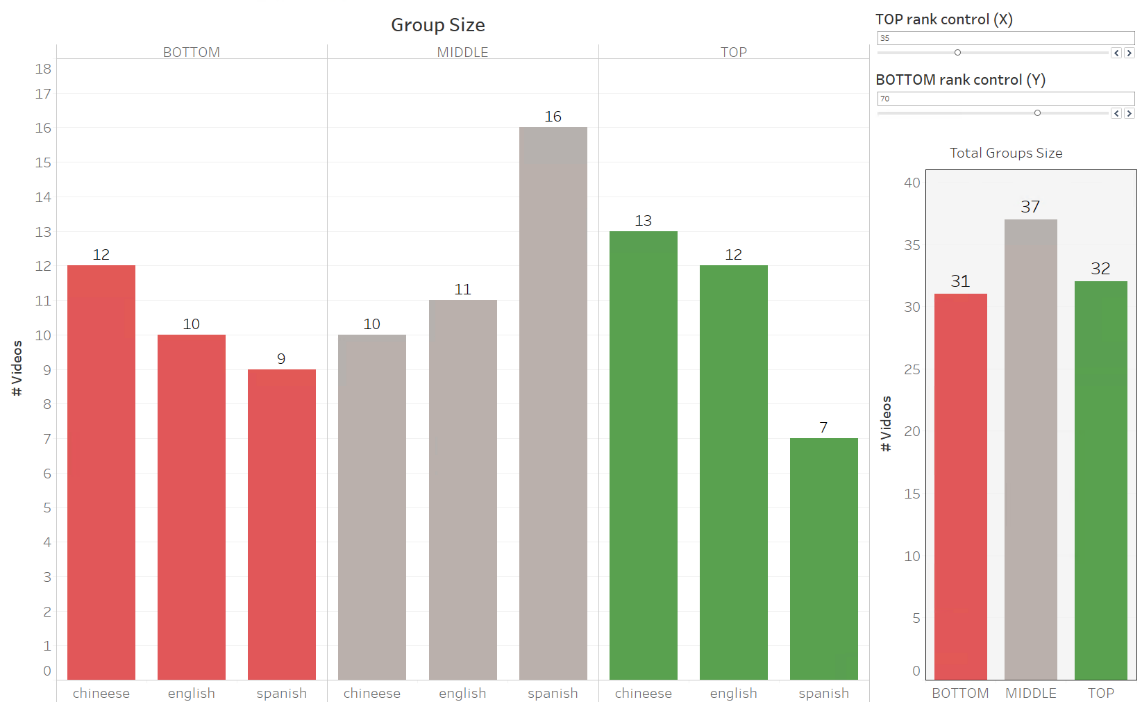 Group Size
BOTTOM MIDDLE TOP
18
17
16
15
14
13
12
11
10
9
8
7
6
5
4
3
2
1
0
# Videos
12 10 9 10 11 16 13 12 7
chineese english spanish chineese english spanish chineese english spanish
TOP rank control (X)
35
BOTTOM rank control (Y)
70
Total Groups Size
40
35
30
25
20
15
10
5
0
# Videos
31 37 32
BOTTOM MIDDLE TOP